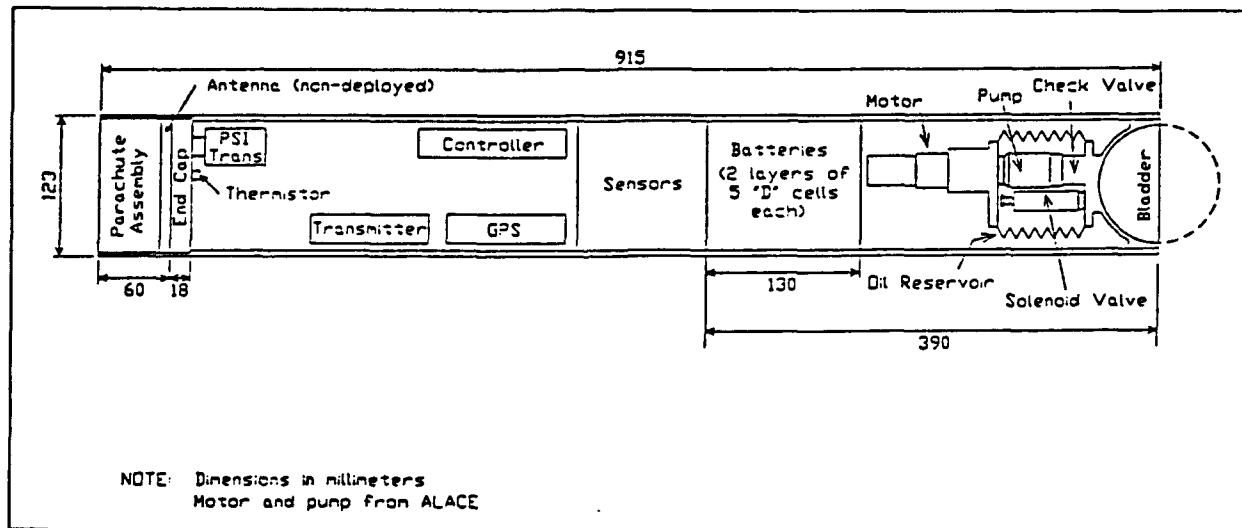 915
Antenna (non-deployed)
Motor
Pump
Check Valve
123
Parachute
Assembly
End Cap
PSI
Trans
Thermistor
Controller
Transmitter
GPS
Sensors
Batteries
(2 layers of
5 "D" cells
each)
Bladder
60
18
130
Oil Reservoir
Solenoid Valve
390
NOTE: Dimensions in millimeters
Motor and pump from ALACE